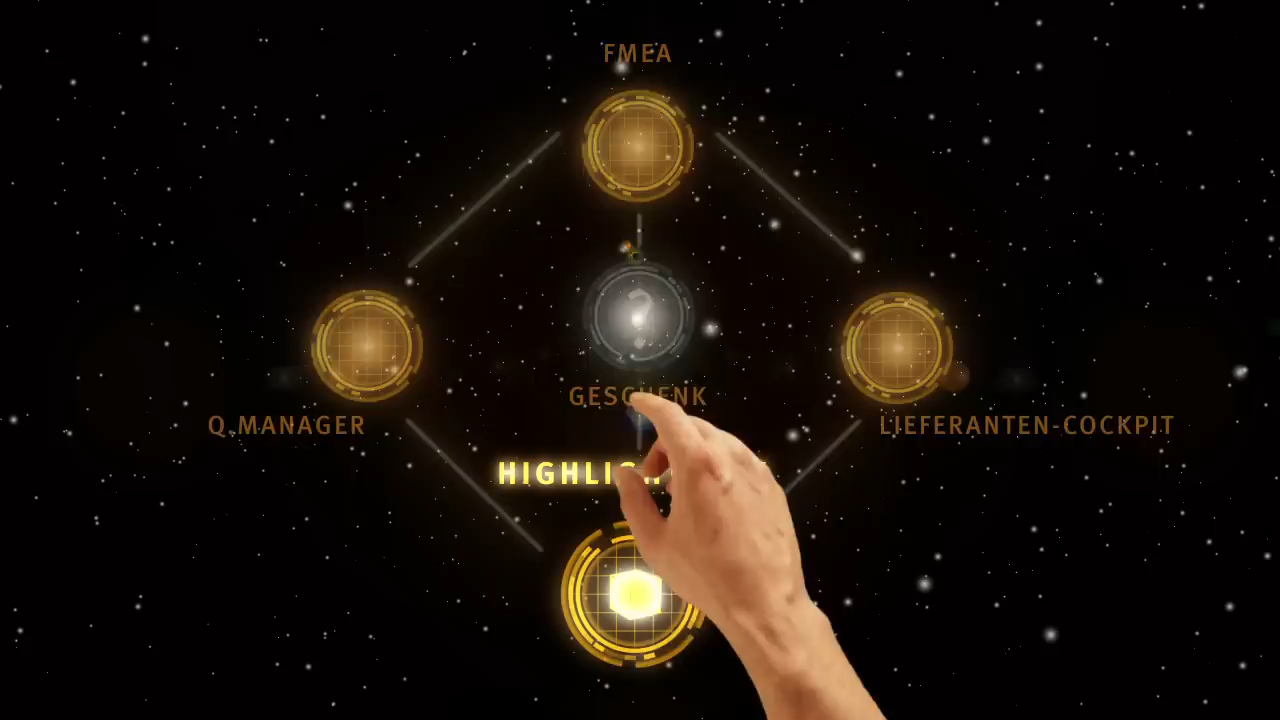 FMEA
?
GESCHENK
Q.MANAGER
LIEFERANTEN-COCKPIT